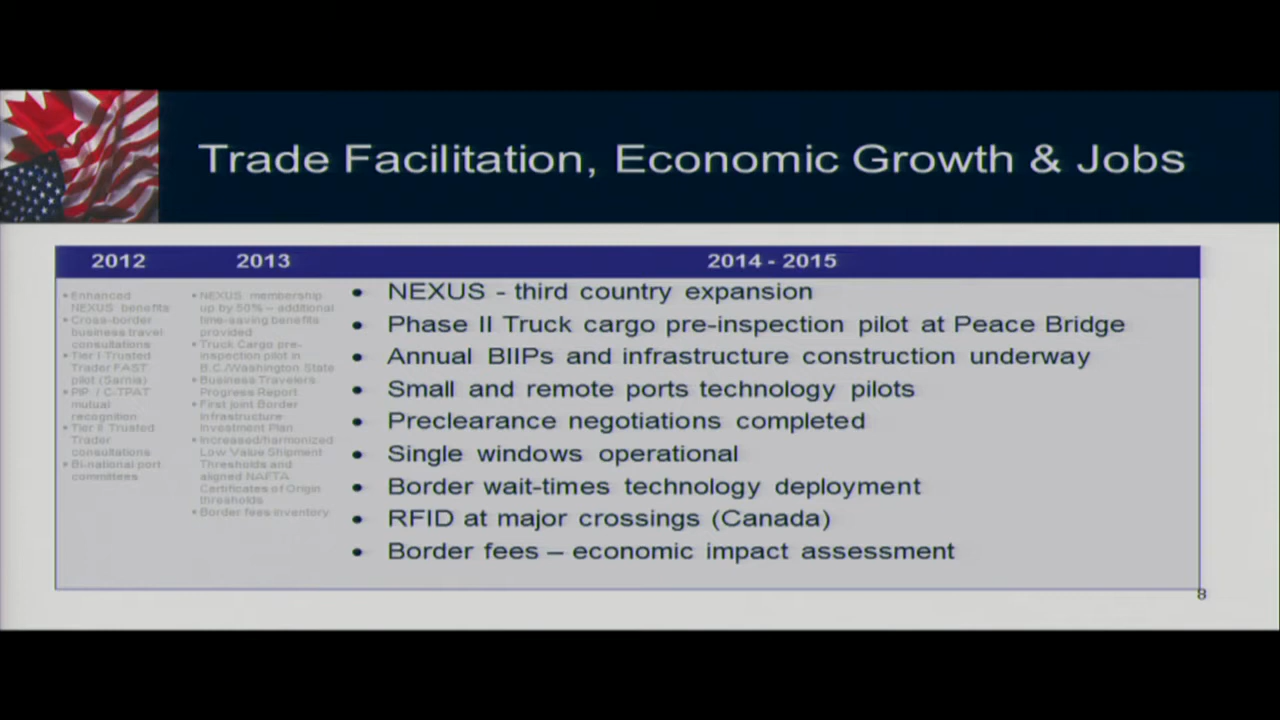 Trade Facilitation, Economic Growth & Jobs
2012
2013
2014 - 2015
• Enhanced
NEXUS benefits
• Cross-border
business travel
consultations
• Tier I Trusted
Trader FAST
pilot (Sarnia)
• PIP / C-TPAT
mutual
recognition
• Tier II Trusted
Trader
consultations
• Bi-national port
committees
• NEXUS membership
up by 50% – additional
time-saving benefits
provided
• Truck Cargo pre-
inspection pilot in
B.C./Washington State
• Business Travelers
Progress Report
• First joint Border
Infrastructure
Investment Plan
• Increased/harmonized
Low Value Shipment
Thresholds and
aligned NAFTA
Certificates of Origin
thresholds
• Border fees inventory
• NEXUS - third country expansion
• Phase II Truck cargo pre-inspection pilot at Peace Bridge
• Annual BIIPs and infrastructure construction underway
• Small and remote ports technology pilots
• Preclearance negotiations completed
• Single windows operational
• Border wait-times technology deployment
• RFID at major crossings (Canada)
• Border fees – economic impact assessment
8